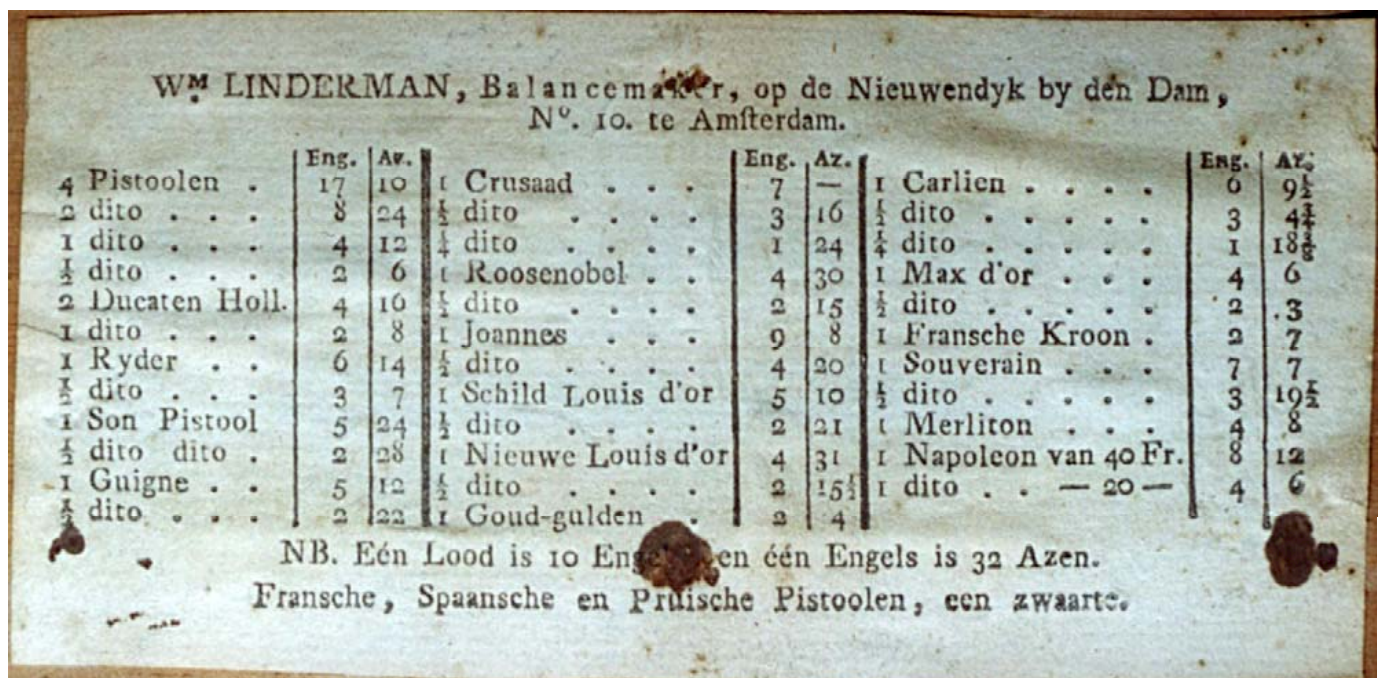 WM. LINDERMAN, Balancemaker, op de Nieuwendyk by den Dam,
No. 10. te Amſterdam.
Eng. Az. Eng. Az. Eng. Az.
4 Pistoolen . 17 10 1 Crusaad . . . 7 — 1 Carlien . . . . 6 9½
2 dito . . . 8 24 ½ dito . . . . 3 16 ½ dito . . . . . 3 4¾
1 dito . . . 4 12 ¼ dito . . . . 1 24 ¼ dito . . . . . 1 18⅜
½ dito . . . 2 6 1 Roosenobel . . 4 30 1 Max d'or . . . 4 6
2 Ducaten Holl. 4 16 ½ dito . . . . 2 15 ½ dito . . . . . 2 3
1 dito . . . 2 8 1 Joannes . . . 9 8 1 Fransche Kroon . 2 7
1 Ryder . . 6 14 ½ dito . . . . 4 20 1 Souverain . . . 7 7
½ dito . . . 3 7 1 Schild Louis d'or 5 10 ½ dito . . . . . 3 19½
1 Son Pistool 5 24 ½ dito . . . . 2 21 1 Merliton . . . 4 8
½ dito dito . 2 28 1 Nieuwe Louis d'or 4 31 1 Napoleon van 40 Fr. 8 12
1 Guigne . . 5 12 ½ dito . . . . 2 15½ 1 dito . . — 20 — 4 6
½ dito . . . 2 22 1 Goud-gulden . 2 4
NB. Eén Lood is 10 en één Engels is 32 Azen.
Fransche, Spaansche en Pruische Pistoolen, een zwaarte.